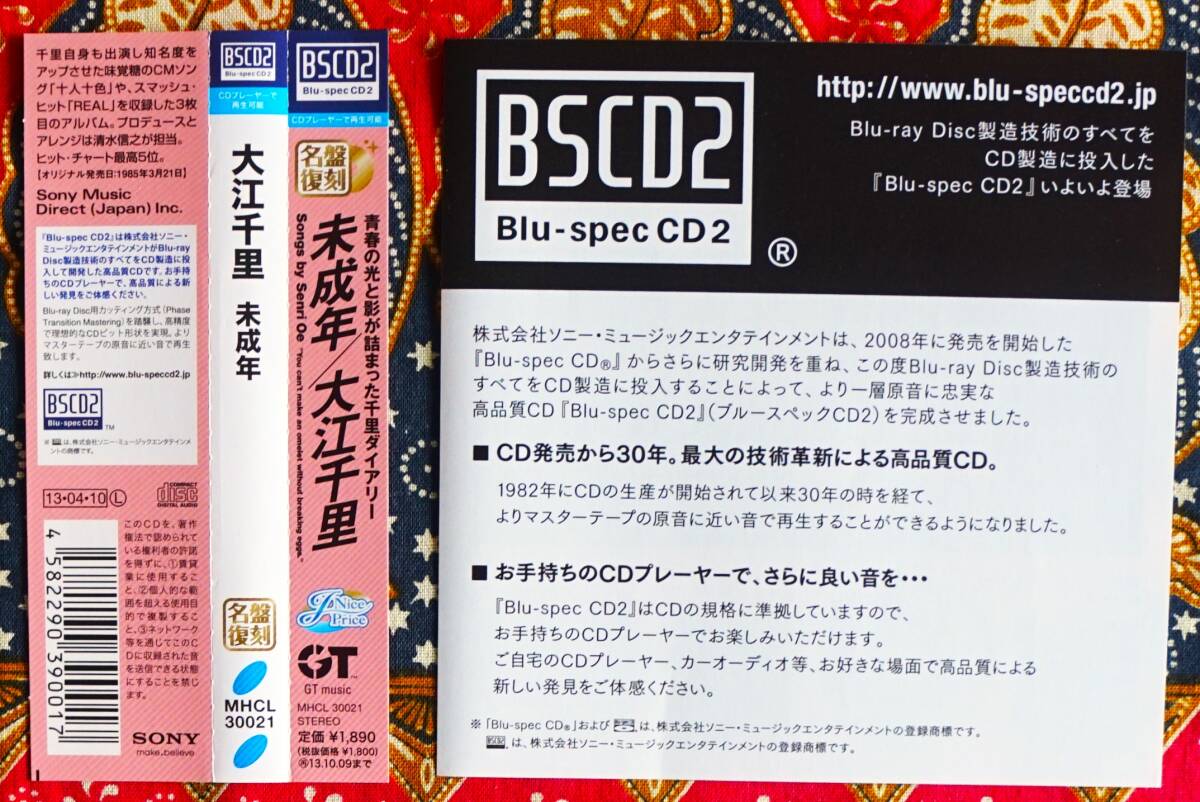 千里自身も出演し知名度を
アップさせた味覚糖のCMソン
グ「十人十色」や、スマッシュ・
ヒット「REAL」を収録した3枚
目のアルバム。プロデュースと
アレンジは清水信之が担当。
ヒット・チャート最高5位。
【オリジナル発売日:1985年3月21日】
Sony Music
Direct (Japan) Inc.
『Blu-spec CD2』は株式会社ソニー・
ミュージックエンタテインメントがBlu-ray
Disc製造技術のすべてをCD製造に投
入して開発した高品質CDです。お手持
ちのCDプレーヤーで、高品質による新
しい発見をご体感ください。
Blu-ray Disc用カッティング方式(Phase
Transition Mastering)を踏襲し、高精度
で理想的なCDピット形状を実現。より
マスターテープの原音に近い音で再生
致します。
詳しくは≫http://www.blu-speccd2.jp
BSCD2
Blu-spec CD2
TM
※ は、株式会社ソニー・ミュージックエンタテインメ
ントの商標です。
13・04・10 L
COMPACT
disc
DIGITAL AUDIO
このCDを、著作
権法で認められて
いる権利者の許諾
を得ずに、①賃貸
業に使用するこ
と、②個人的な範
囲を超える使用目
的で複製するこ
と、③ネットワーク
等を通じてこのC
Dに収録された音
を送信できる状態
にすることを禁じ
ます。
4 582290 390017
SONY
make.believe
BSCD2
Blu-spec CD2
CDプレーヤーで
再生可能
大江千里 未成年
名盤
復刻
MHCL
30021
BSCD2
Blu-spec CD2
CDプレーヤーで再生可能
名盤
復刻
青春の光と影が詰まった千里ダイアリー
未成年/大江千里
Songs by Senri Oe "You can't make an omelet without breaking eggs."
Nice
Price
GT
GT music
MHCL 30021
STEREO
定価 ¥1,890
(税抜価格 ¥1,800)
㋿13.10.09まで
BSCD2
Blu-spec CD2
®
http://www.blu-speccd2.jp
Blu-ray Disc製造技術のすべてを
CD製造に投入した
『Blu-spec CD2』いよいよ登場
株式会社ソニー・ミュージックエンタテインメントは、2008年に発売を開始した
『Blu-spec CD®』からさらに研究開発を重ね、この度Blu-ray Disc製造技術の
すべてをCD製造に投入することによって、より一層原音に忠実な
高品質CD『Blu-spec CD2』(ブルースペックCD2)を完成させました。
■ CD発売から30年。最大の技術革新による高品質CD。
1982年にCDの生産が開始されて以来30年の時を経て、
よりマスターテープの原音に近い音で再生することができるようになりました。
■ お手持ちのCDプレーヤーで、さらに良い音を・・・
『Blu-spec CD2』はCDの規格に準拠していますので、
お手持ちのCDプレーヤーでお楽しみいただけます。
ご自宅のCDプレーヤー、カーオーディオ等、お好きな場面で高品質による
新しい発見をご体感ください。
※「Blu-spec CD®」および は、株式会社ソニー・ミュージックエンタテインメントの登録商標です。
は、株式会社ソニー・ミュージックエンタテインメントの登録商標です。